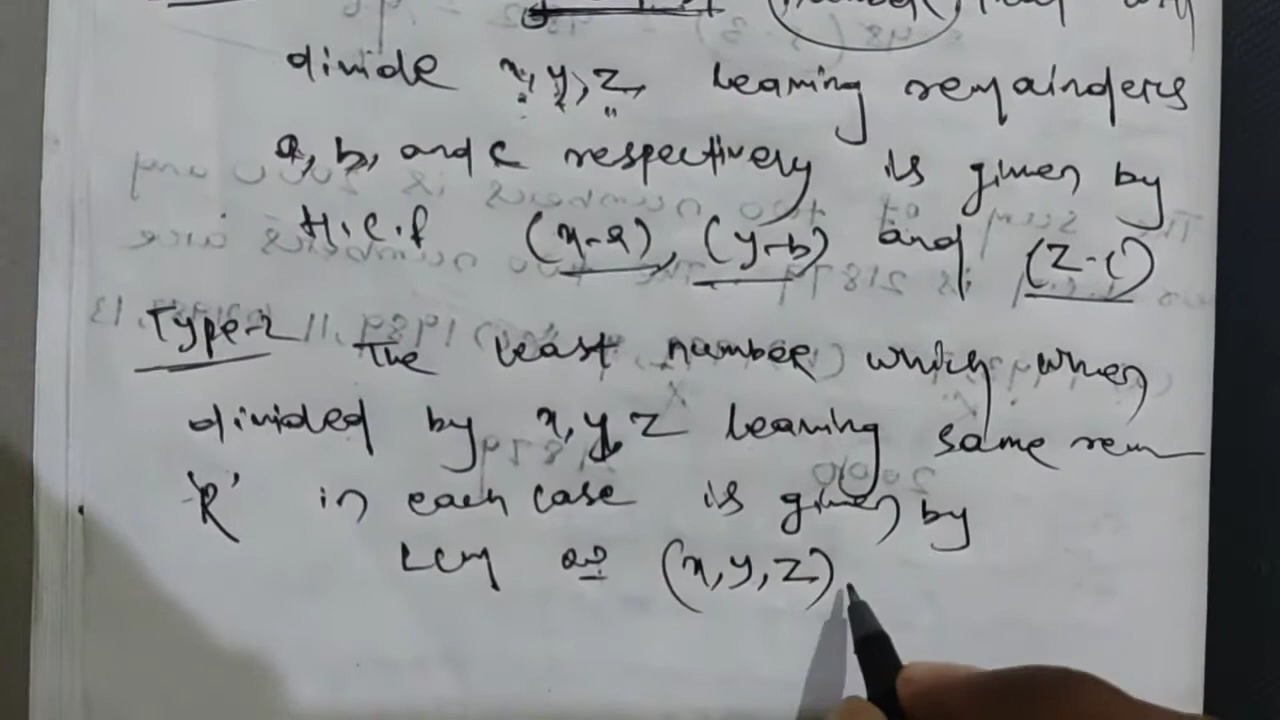 divide x, y, z, leaving remainders
a, b, and c respectively is given by
H.C.F (x-a), (y-b) and (z-c)
Type-2 The least number which when
divided by x, y, z leaving same rem
'R' in each case is given by
LCM of (x, y, z)